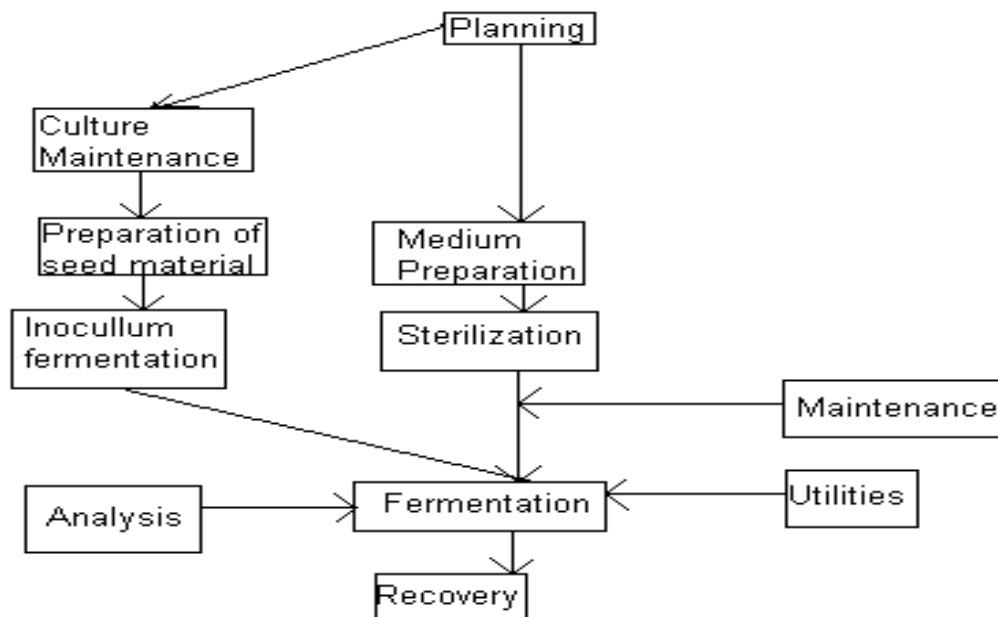 Planning
Culture
Maintenance
Preparation of
seed material
Medium
Preparation
Inocullum
fermentation
Sterilization
Maintenance
Analysis
Fermentation
Utilities
Recovery